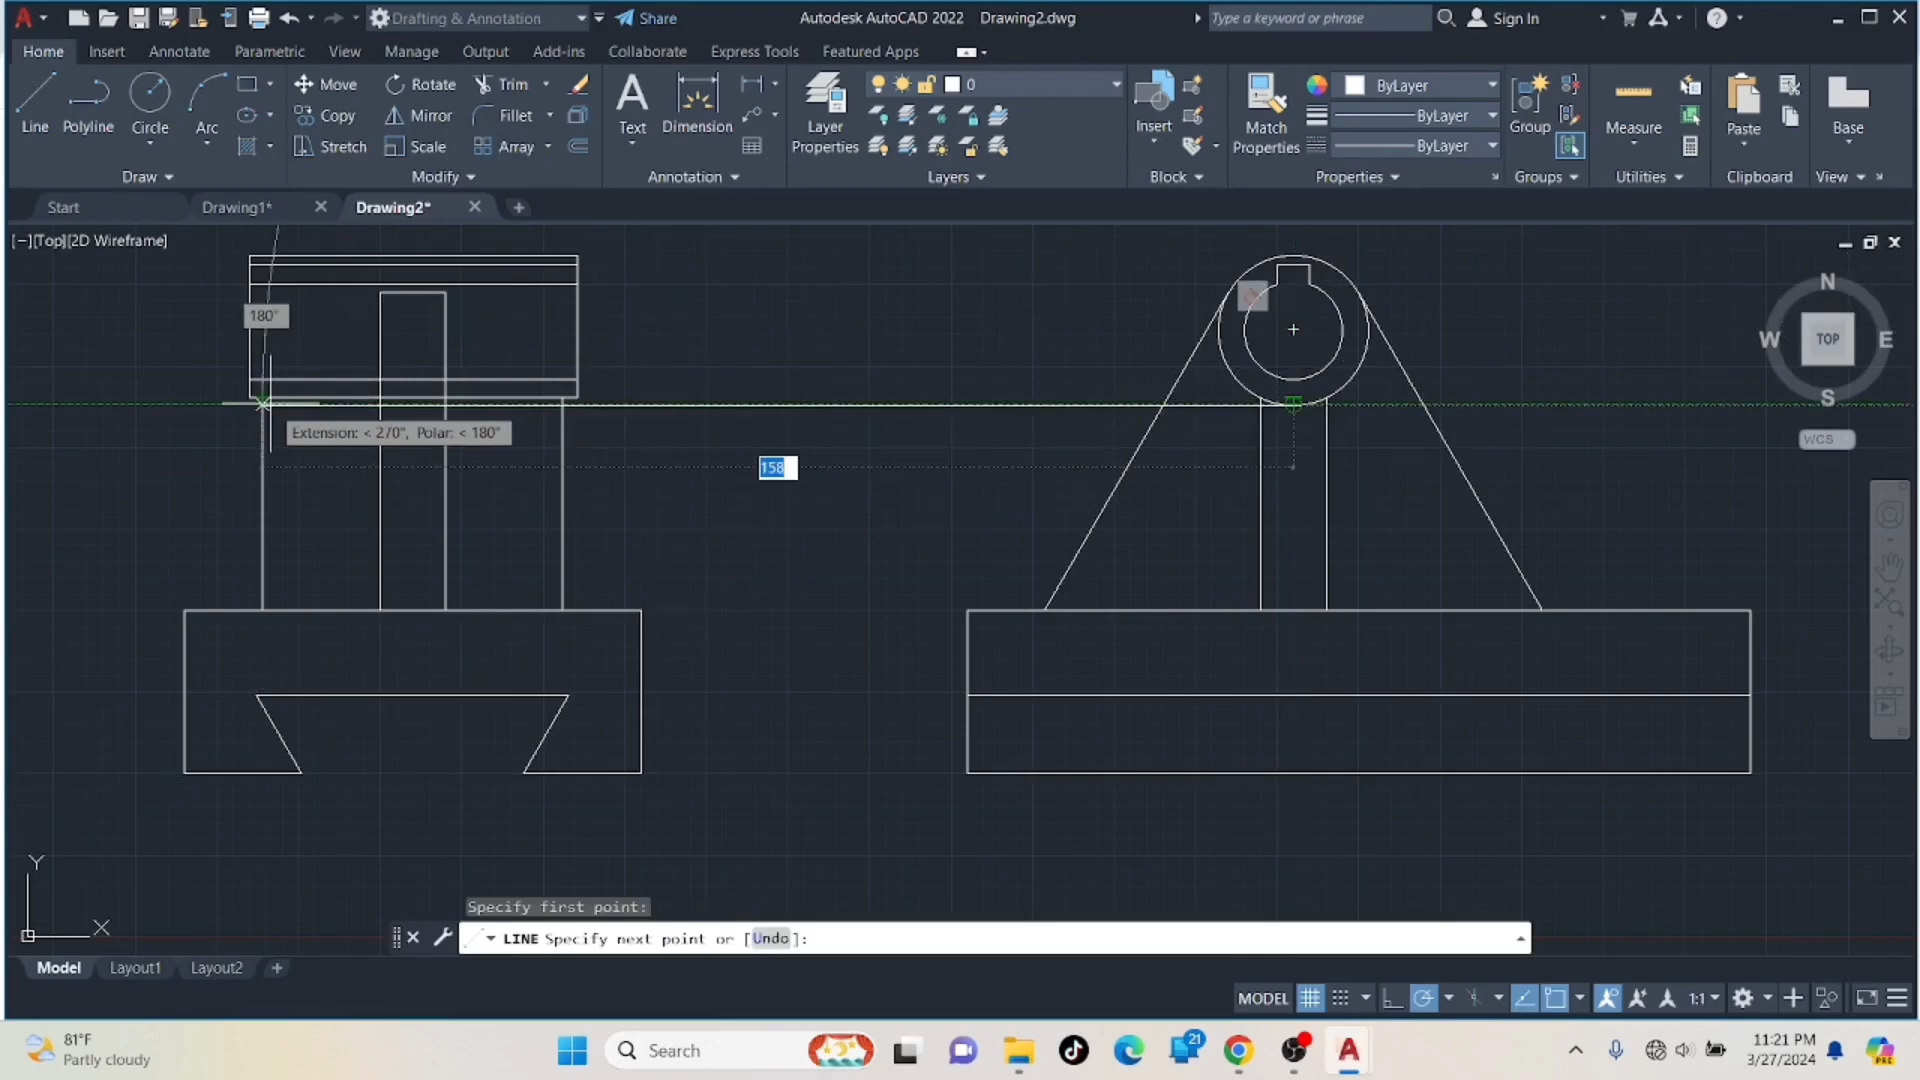 Drafting & Annotation
Share
Autodesk AutoCAD 2022 Drawing2.dwg
Type a keyword or phrase
Sign In
Home Insert Annotate Parametric View Manage Output Add-ins Collaborate Express Tools Featured Apps
Line
Polyline
Circle
Arc
Draw
Move Rotate Trim
Copy Mirror Fillet
Stretch Scale Array
Modify
Text
Dimension
Annotation
Layer
Properties
0
Layers
Insert
Block
Match
Properties
ByLayer
ByLayer
ByLayer
Properties
Group
Groups
Measure
Utilities
Paste
Clipboard
Base
View
Start Drawing1* Drawing2*
[−][Top][2D Wireframe]
N
W TOP E
S
WCS
180°
Extension: < 270°, Polar: < 180°
158
Y
X
Specify first point:
LINE Specify next point or [Undo]:
Model Layout1 Layout2
MODEL
1:1
81°F
Partly cloudy
Search
21
11:21 PM
3/27/2024
PRE